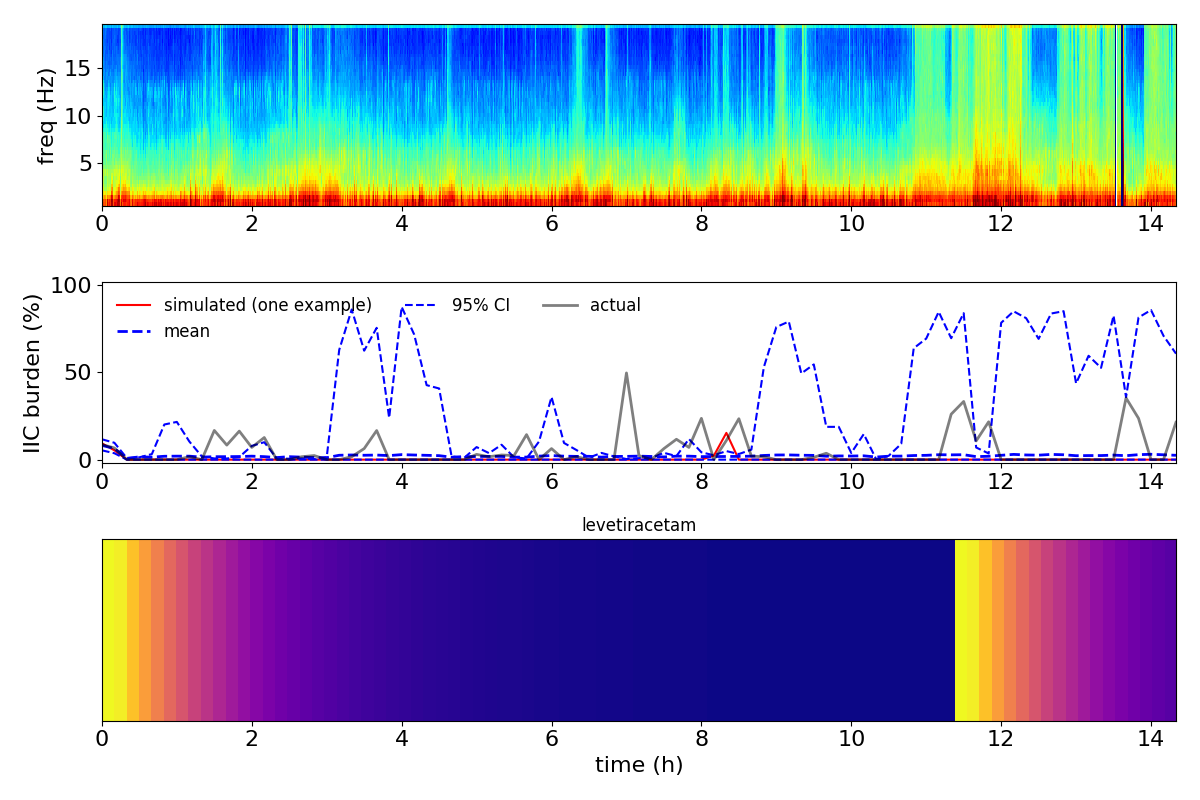 freq (Hz)
15
10
5
0 2 4 6 8 10 12 14
IIC burden (%)
100
50
0
simulated (one example)
mean
95% CI
actual
0 2 4 6 8 10 12 14
levetiracetam
0 2 4 6 8 10 12 14
time (h)